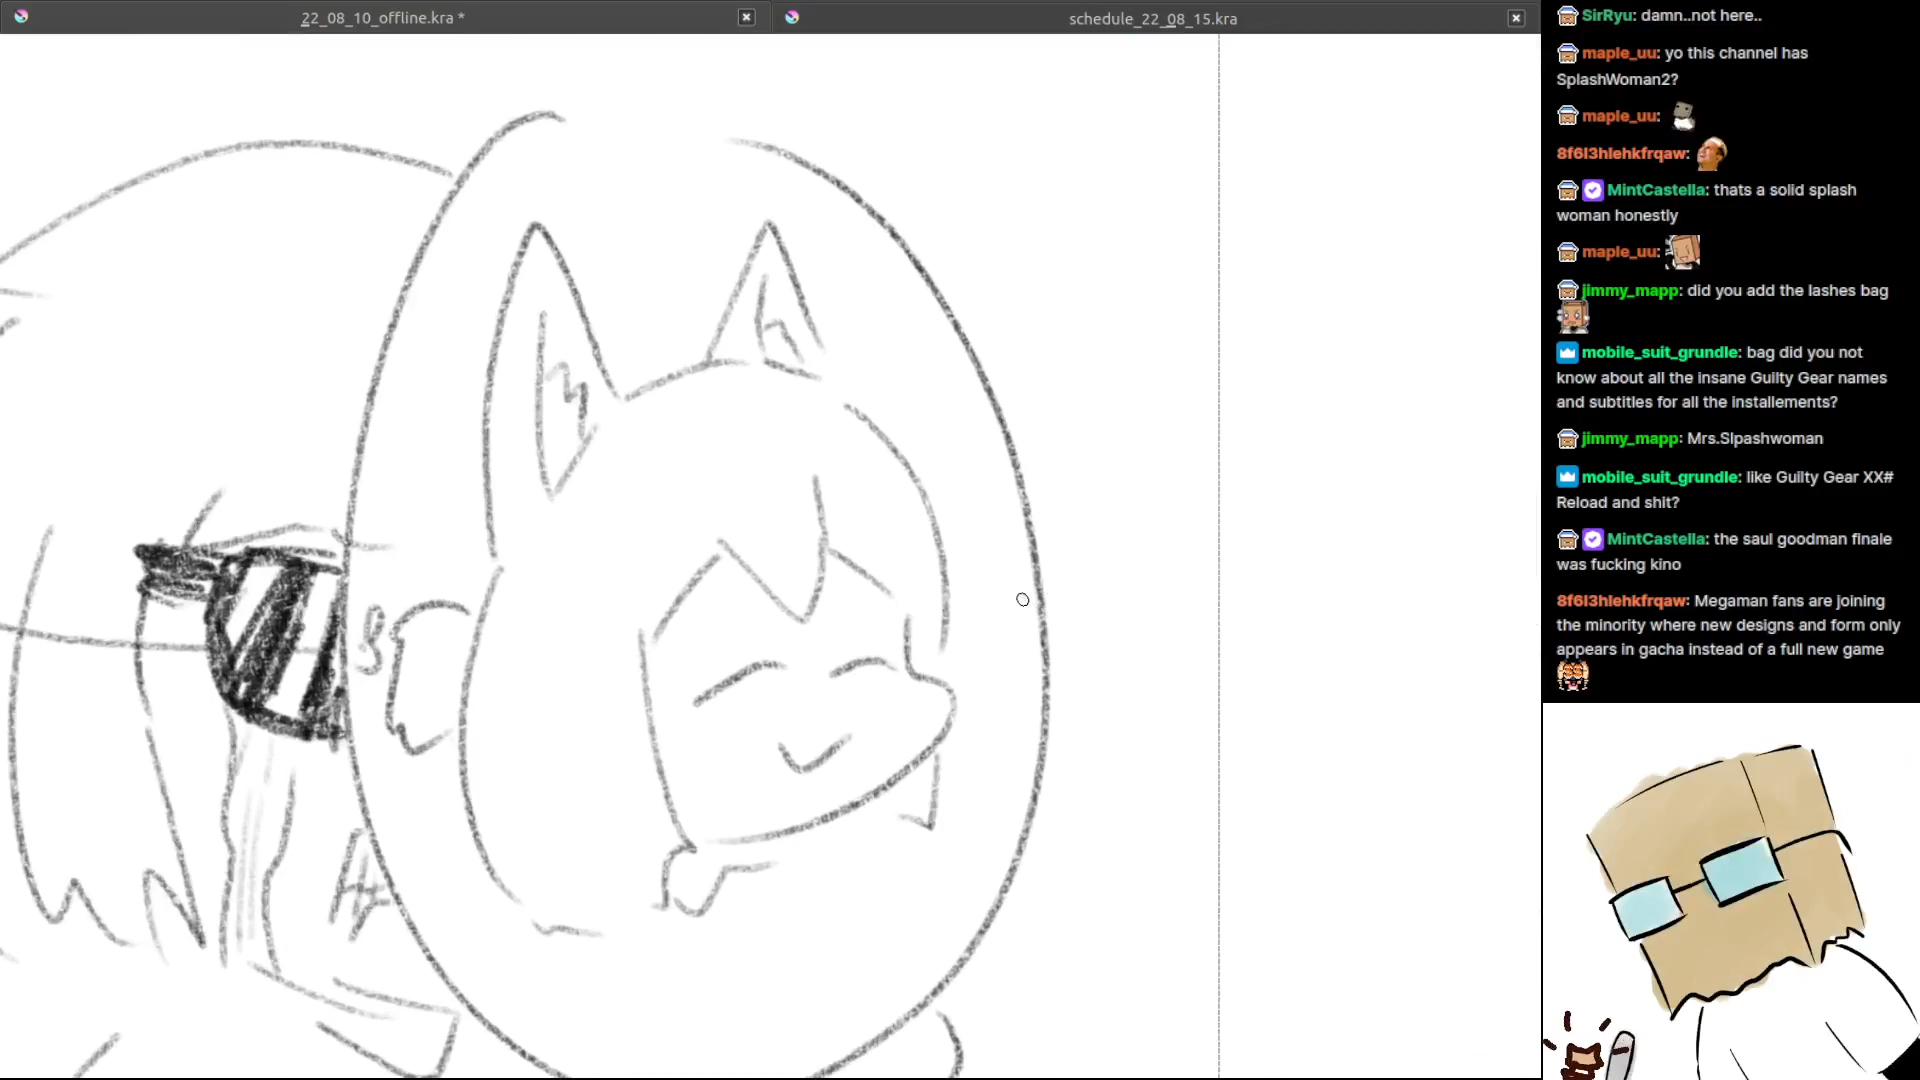 22_08_10_offline.kra *
schedule_22_08_15.kra
SirRyu: damn..not here..
maple_uu: yo this channel has
SplashWoman2?
maple_uu:
8f6l3hlehkfrqaw:
MintCastella: thats a solid splash
woman honestly
maple_uu:
jimmy_mapp: did you add the lashes bag
mobile_suit_grundle: bag did you not
know about all the insane Guilty Gear names
and subtitles for all the installements?
jimmy_mapp: Mrs.Slpashwoman
mobile_suit_grundle: like Guilty Gear XX#
Reload and shit?
MintCastella: the saul goodman finale
was fucking kino
8f6l3hlehkfrqaw: Megaman fans are joining
the minority where new designs and form only
appears in gacha instead of a full new game